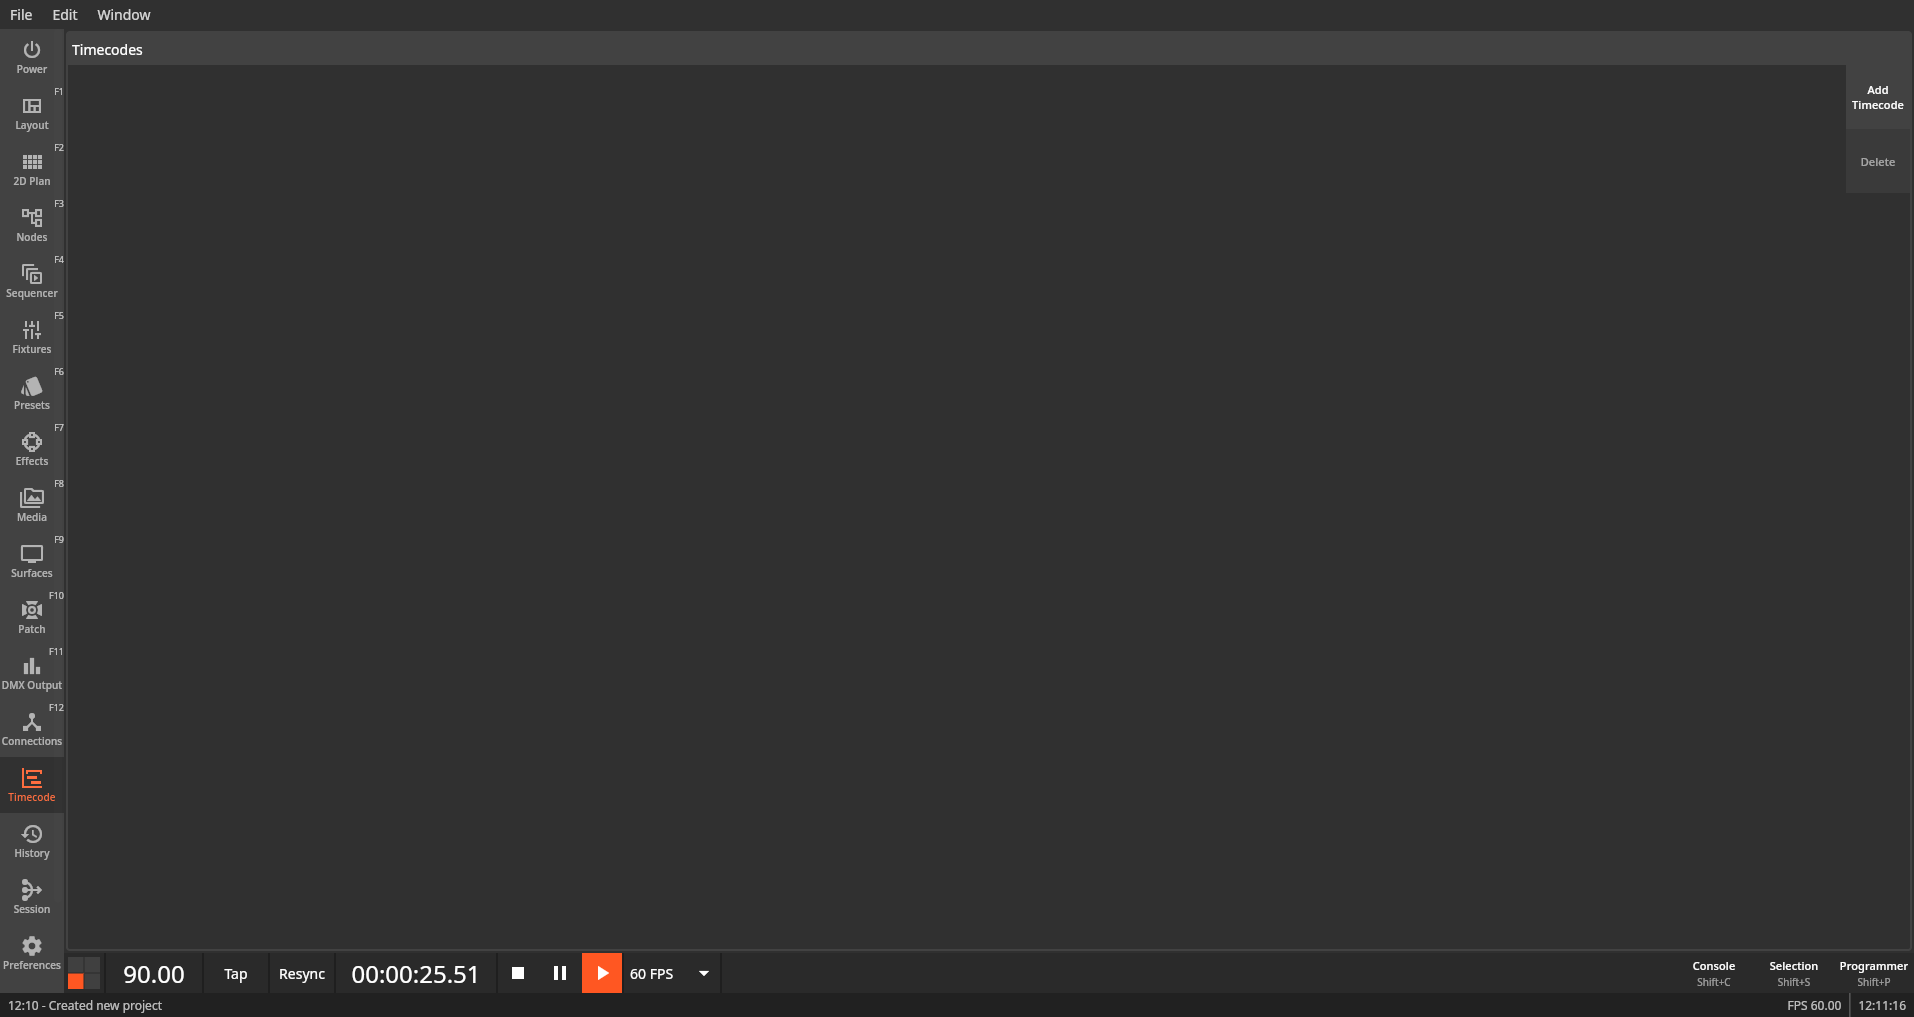 File Edit Window
Power
Timecodes
F1
Layout
Add
Timecode
F2
2D Plan
Delete
F3
Nodes
F4
Sequencer
F5
Fixtures
F6
Presets
F7
Effects
F8
Media
F9
Surfaces
F10
Patch
F11
DMX Output
F12
Connections
Timecode
History
Session
Preferences
90.00 Tap Resync 00:00:25.51 60 FPS
Console Selection Programmer
Shift+C Shift+S Shift+P
12:10 - Created new project FPS 60.00 12:11:16